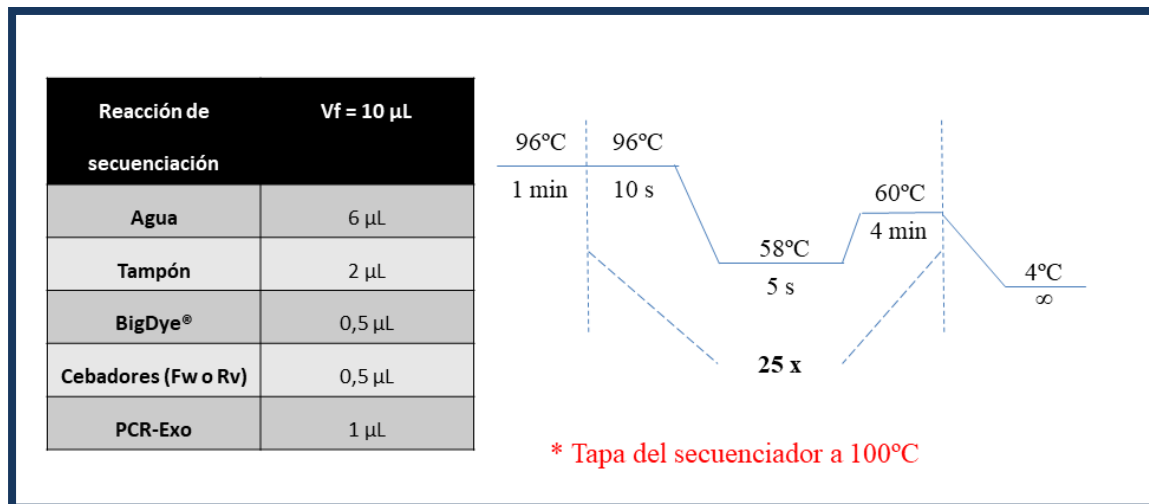 Reacción de
secuenciación
Vf = 10 µL
Agua
6 µL
Tampón
2 µL
BigDye®
0,5 µL
Cebadores (Fw o Rv)
0,5 µL
PCR-Exo
1 µL
96ºC
96ºC
1 min
10 s
58ºC
5 s
60ºC
4 min
4ºC
∞
25 x
* Tapa del secuenciador a 100ºC